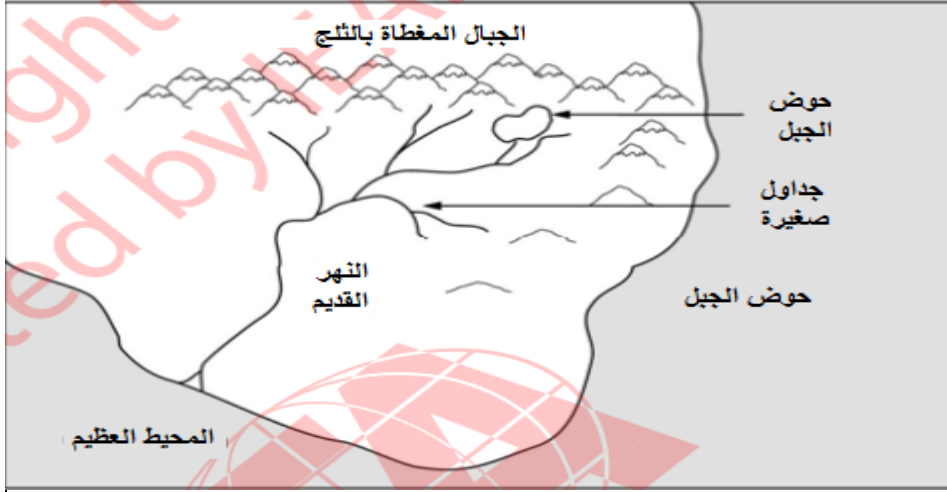 الجبال المغطاة بالثلج
حوض
الجبل
جداول
صغيرة
النهر
القديم
حوض الجبل
المحيط العظيم